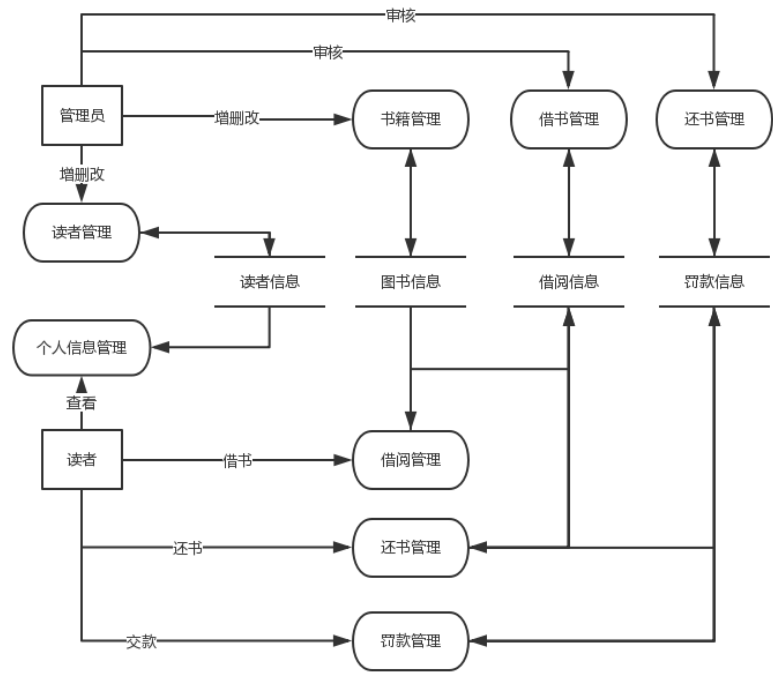 审核
审核
管理员
增删改
书籍管理
借书管理
还书管理
增删改
读者管理
读者信息
图书信息
借阅信息
罚款信息
个人信息管理
查看
读者
借书
借阅管理
还书
还书管理
交款
罚款管理